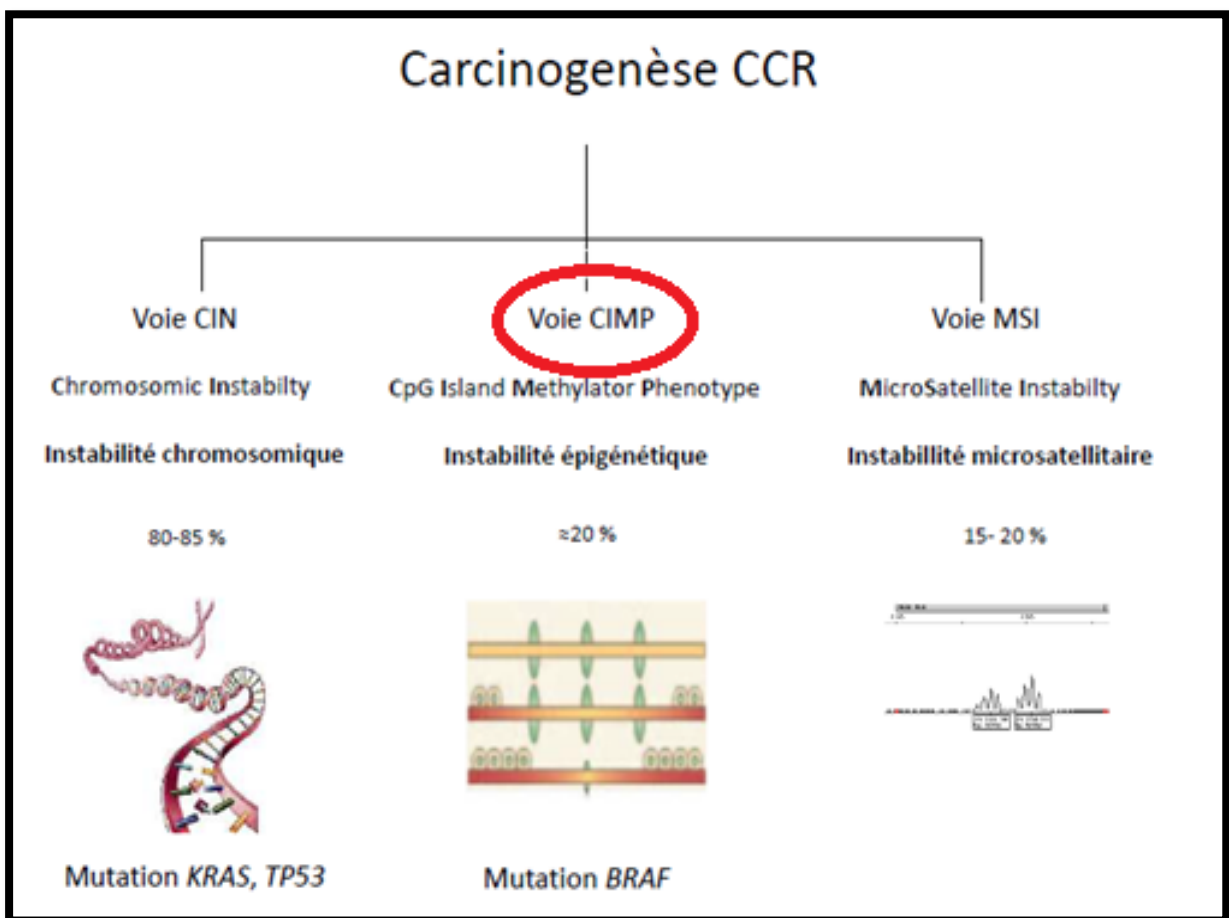 Carcinogenèse CCR
Voie CIN
Voie CIMP
Voie MSI
Chromosomic Instabilty
CpG Island Methylator Phenotype
MicroSatellite Instabilty
Instabilité chromosomique
Instabilité épigénétique
Instabillité microsatellitaire
80-85 %
≈20 %
15- 20 %
Mutation KRAS, TP53
Mutation BRAF